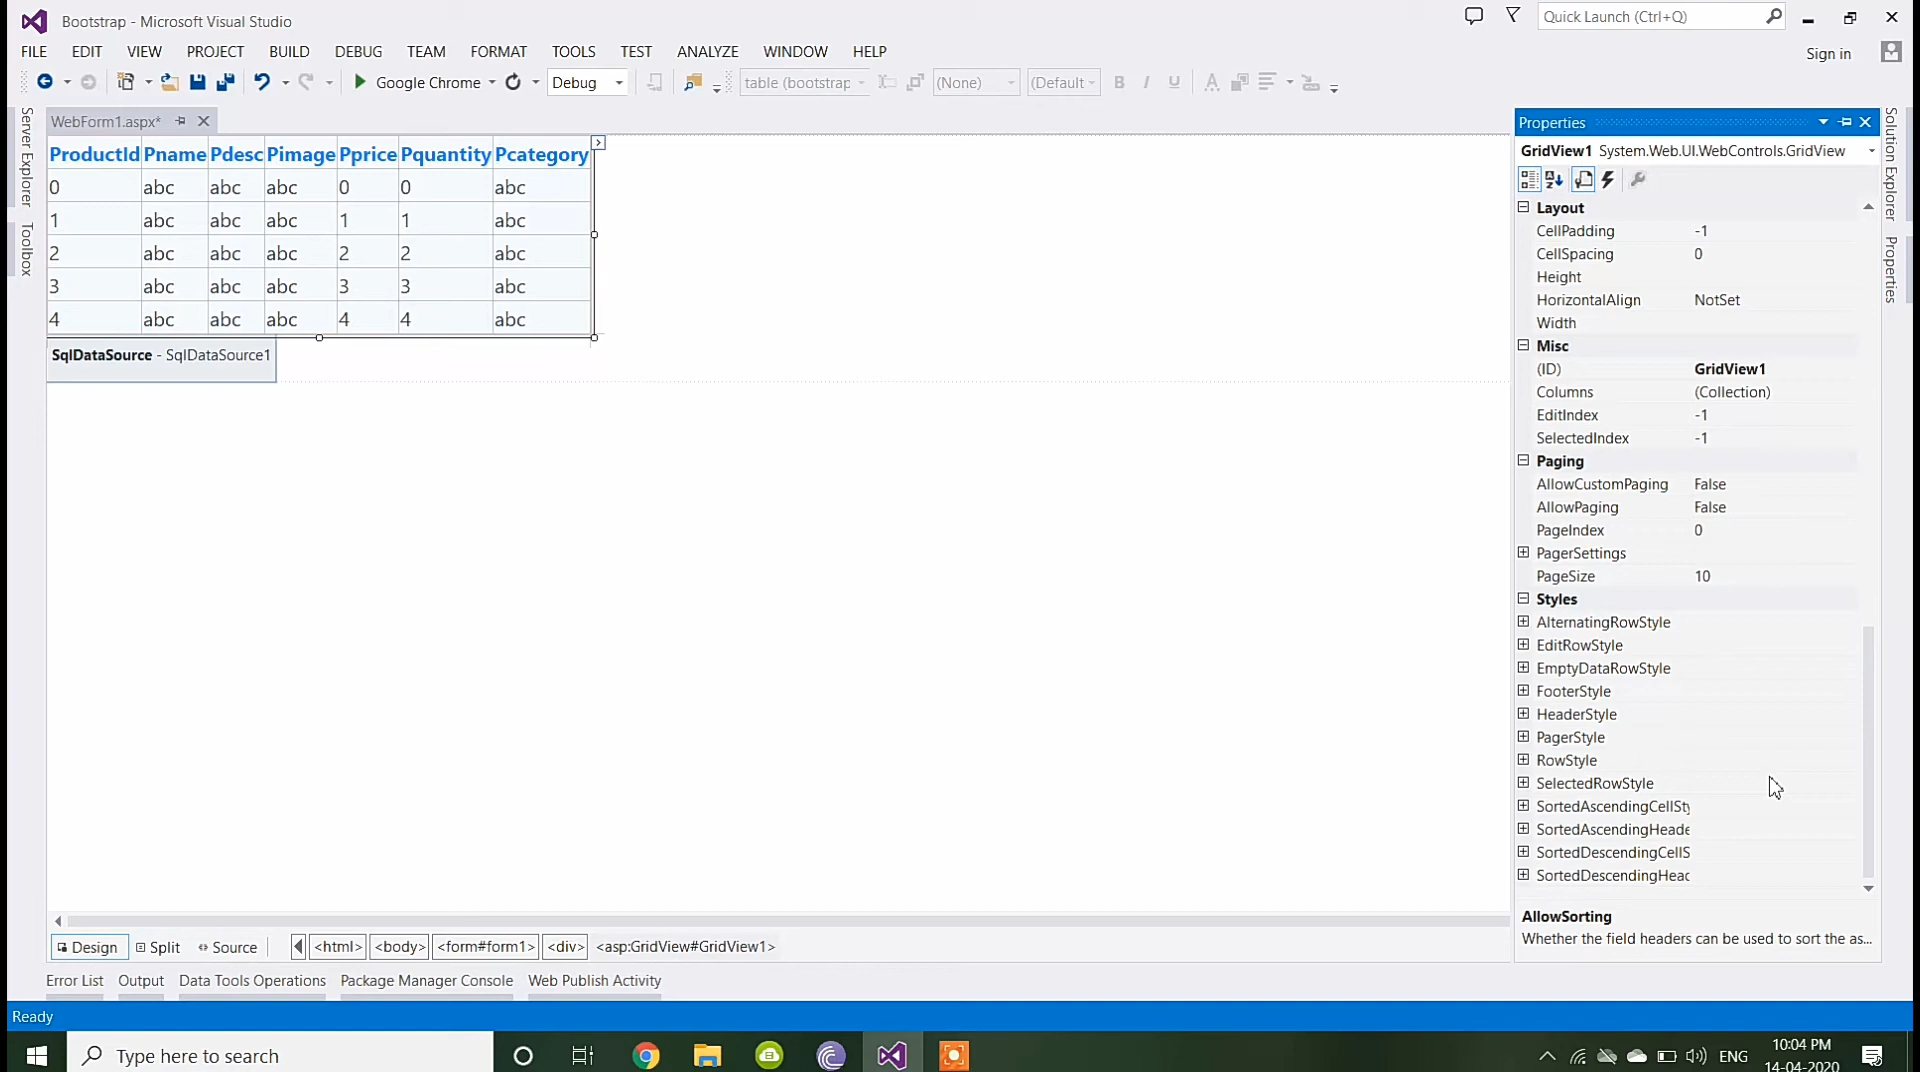 Bootstrap - Microsoft Visual Studio
Quick Launch (Ctrl+Q)
FILE EDIT VIEW PROJECT BUILD DEBUG TEAM FORMAT TOOLS TEST ANALYZE WINDOW HELP
Sign in
Google Chrome Debug table (bootstrap (None) (Default B I U A
Server Explorer
Toolbox
WebForm1.aspx*
ProductId Pname Pdesc Pimage Pprice Pquantity Pcategory
0 abc abc abc 0 0 abc
1 abc abc abc 1 1 abc
2 abc abc abc 2 2 abc
3 abc abc abc 3 3 abc
4 abc abc abc 4 4 abc
SqlDataSource - SqlDataSource1
Properties
GridView1 System.Web.UI.WebControls.GridView
Layout
CellPadding -1
CellSpacing 0
Height
HorizontalAlign NotSet
Width
Misc
(ID) GridView1
Columns (Collection)
EditIndex -1
SelectedIndex -1
Paging
AllowCustomPaging False
AllowPaging False
PageIndex 0
PagerSettings
PageSize 10
Styles
AlternatingRowStyle
EditRowStyle
EmptyDataRowStyle
FooterStyle
HeaderStyle
PagerStyle
RowStyle
SelectedRowStyle
SortedAscendingCellSty
SortedAscendingHeade
SortedDescendingCellS
SortedDescendingHeac
AllowSorting
Whether the field headers can be used to sort the as...
Solution Explorer
Properties
Design Split Source <html> <body> <form#form1> <div> <asp:GridView#GridView1>
Error List Output Data Tools Operations Package Manager Console Web Publish Activity
Ready
Type here to search
ENG
10:04 PM
14-04-2020